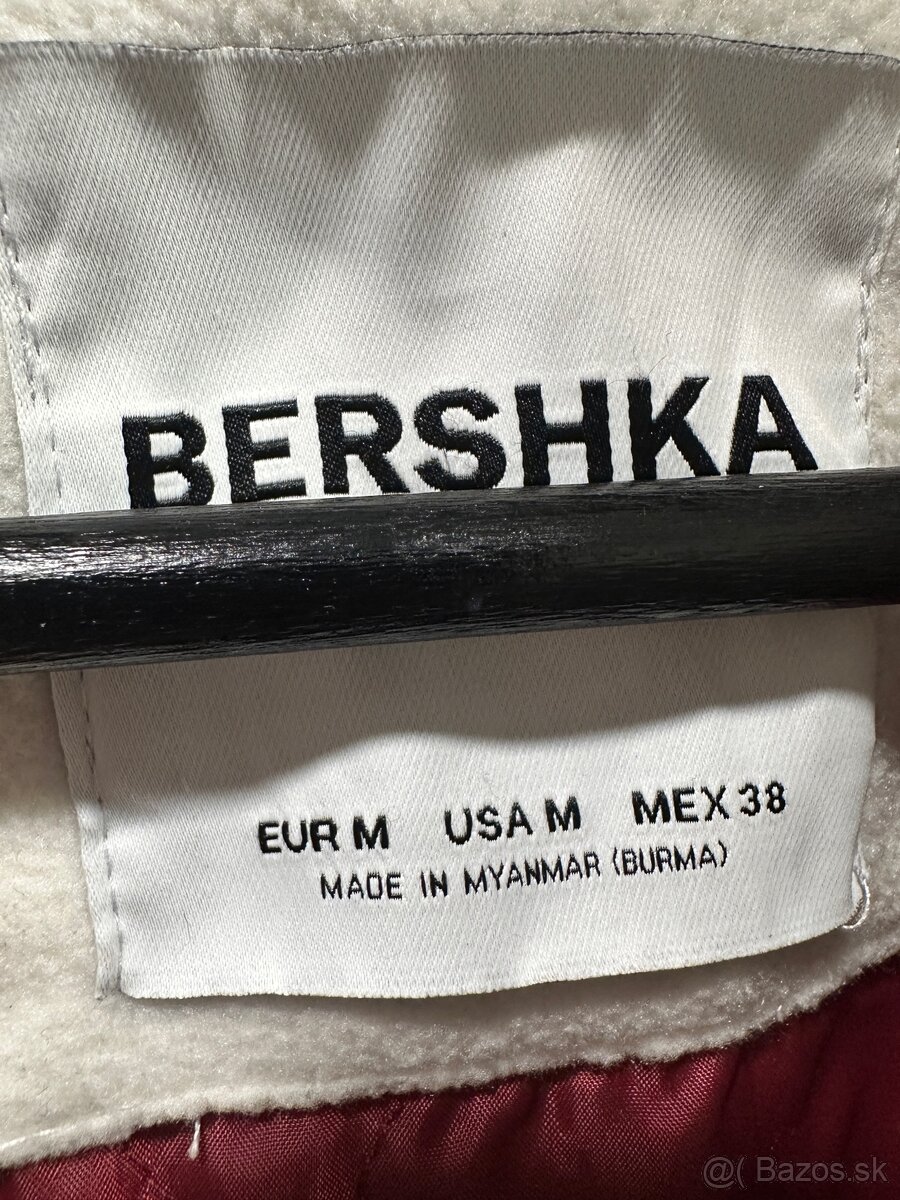 BERSHKA
EUR M USA M MEX 38
MADE IN MYANMAR (BURMA)
@( Bazos.sk